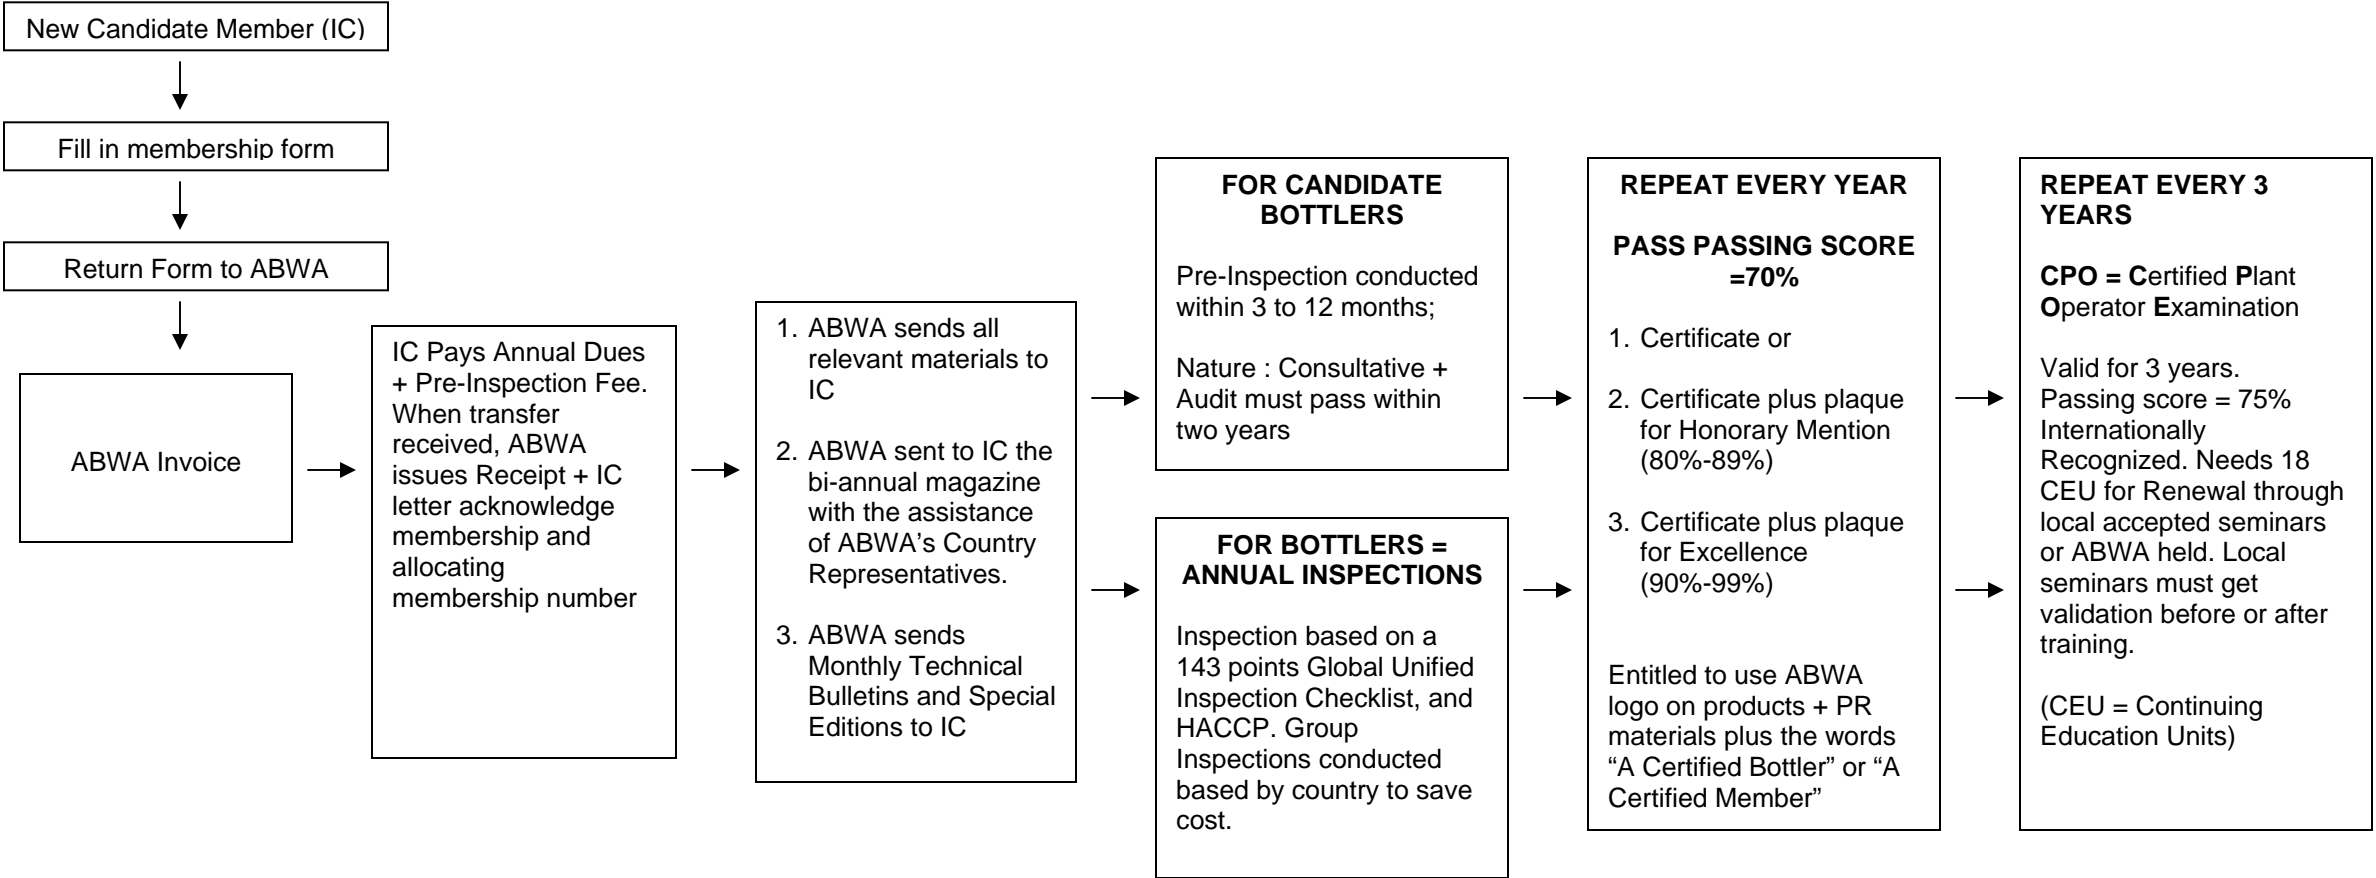 New Candidate Member (IC)
Fill in membership form
Return Form to ABWA
ABWA Invoice
IC Pays Annual Dues
+ Pre-Inspection Fee.
When transfer
received, ABWA
issues Receipt + IC
letter acknowledge
membership and
allocating
membership number
1. ABWA sends all
relevant materials to
IC
2. ABWA sent to IC the
bi-annual magazine
with the assistance
of ABWA’s Country
Representatives.
3. ABWA sends
Monthly Technical
Bulletins and Special
Editions to IC
FOR CANDIDATE
BOTTLERS
Pre-Inspection conducted
within 3 to 12 months;
Nature : Consultative +
Audit must pass within
two years
FOR BOTTLERS =
ANNUAL INSPECTIONS
Inspection based on a
143 points Global Unified
Inspection Checklist, and
HACCP. Group
Inspections conducted
based by country to save
cost.
REPEAT EVERY YEAR
PASS PASSING SCORE
=70%
1. Certificate or
2. Certificate plus plaque
for Honorary Mention
(80%-89%)
3. Certificate plus plaque
for Excellence
(90%-99%)
Entitled to use ABWA
logo on products + PR
materials plus the words
“A Certified Bottler” or “A
Certified Member”
REPEAT EVERY 3
YEARS
CPO = Certified Plant
Operator Examination
Valid for 3 years.
Passing score = 75%
Internationally
Recognized. Needs 18
CEU for Renewal through
local accepted seminars
or ABWA held. Local
seminars must get
validation before or after
training.
(CEU = Continuing
Education Units)